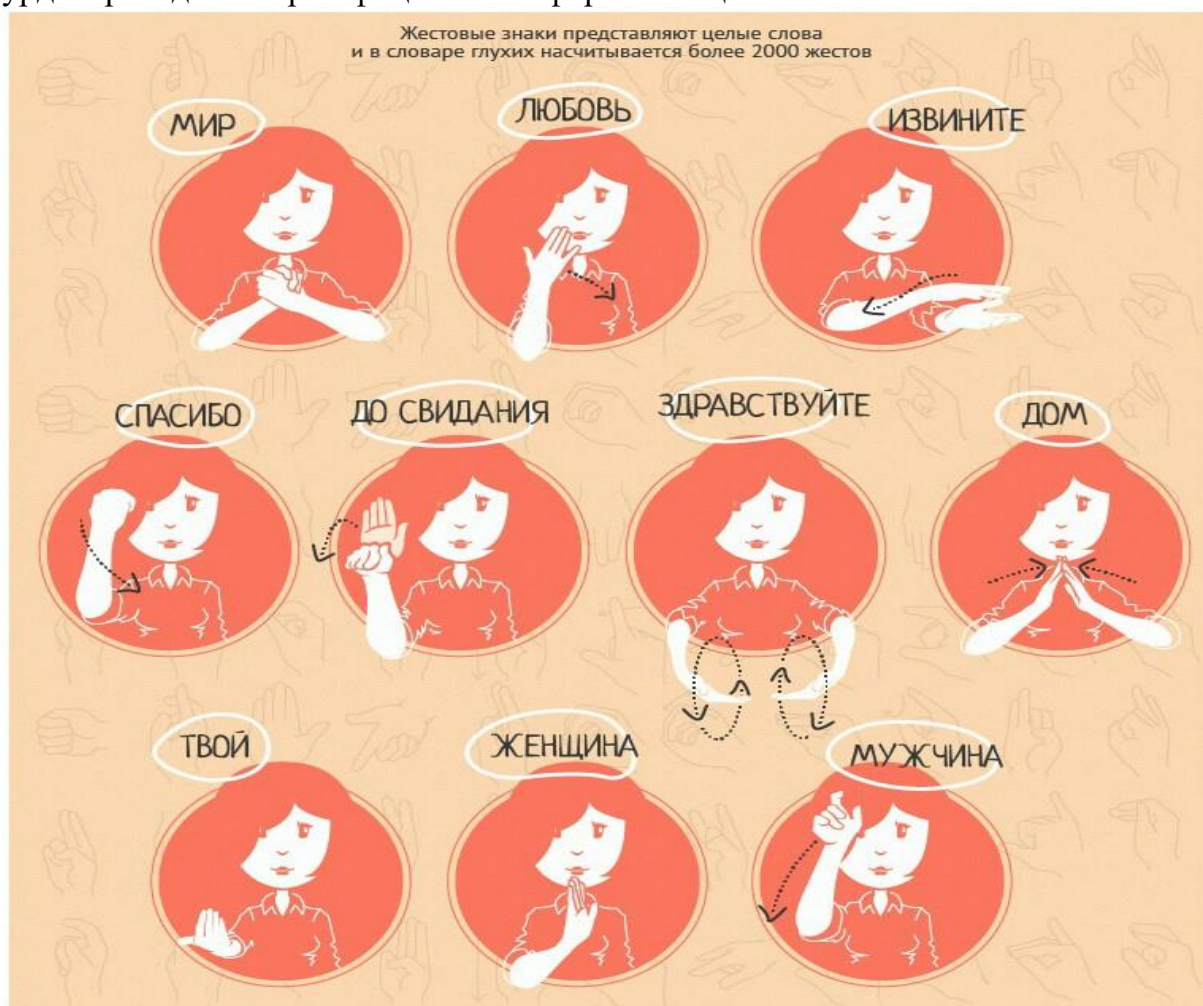 Жестовые знаки представляют целые слова
и в словаре глухих насчитывается более 2000 жестов
МИР
ЛЮБОВЬ
ИЗВИНИТЕ
СПАСИБО
ДО СВИДАНИЯ
ЗДРАВСТВУЙТЕ
ДОМ
ТВОЙ
ЖЕНЩИНА
МУЖЧИНА